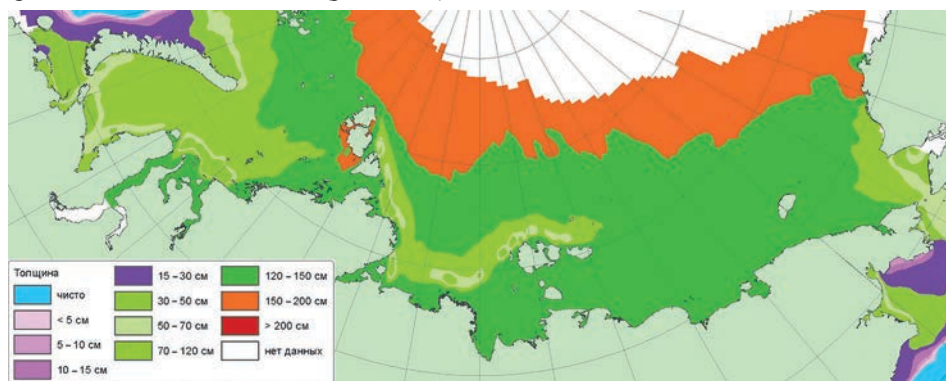 Толщина
чисто
< 5 см
5 – 10 см
10 – 15 см
15 – 30 см
30 – 50 см
50 – 70 см
70 – 120 см
120 – 150 см
150 – 200 см
> 200 см
нет данных